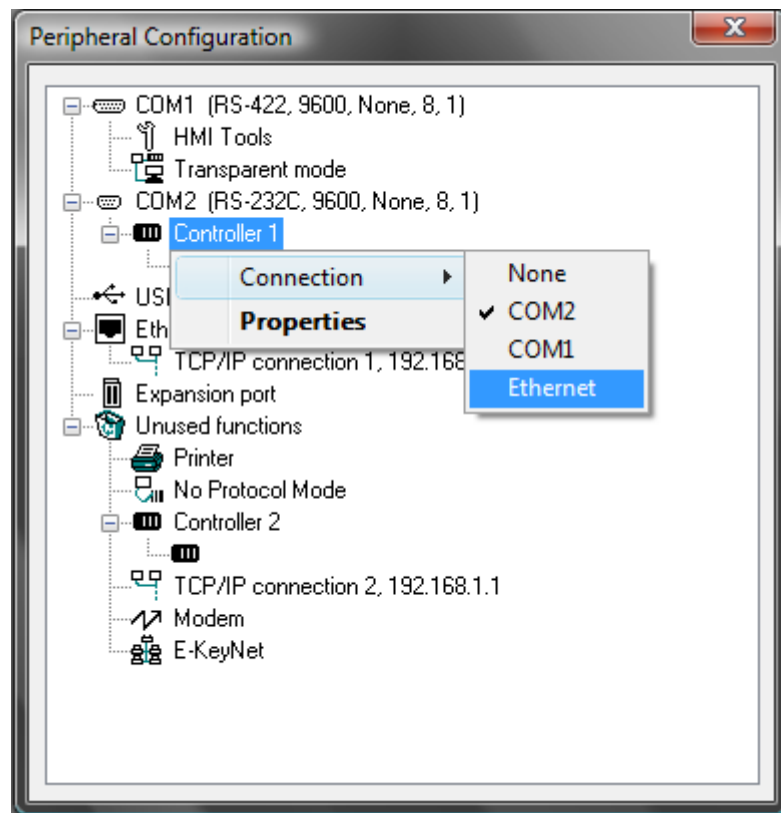 Peripheral Configuration
COM1 (RS-422, 9600, None, 8, 1)
HMI Tools
Transparent mode
COM2 (RS-232C, 9600, None, 8, 1)
Controller 1
Connection
Properties
None
COM2
COM1
Ethernet
TCP/IP connection 1,
Expansion port
Unused functions
Printer
No Protocol Mode
Controller 2
TCP/IP connection 2, 192.168.1.1
Modem
E-KeyNet